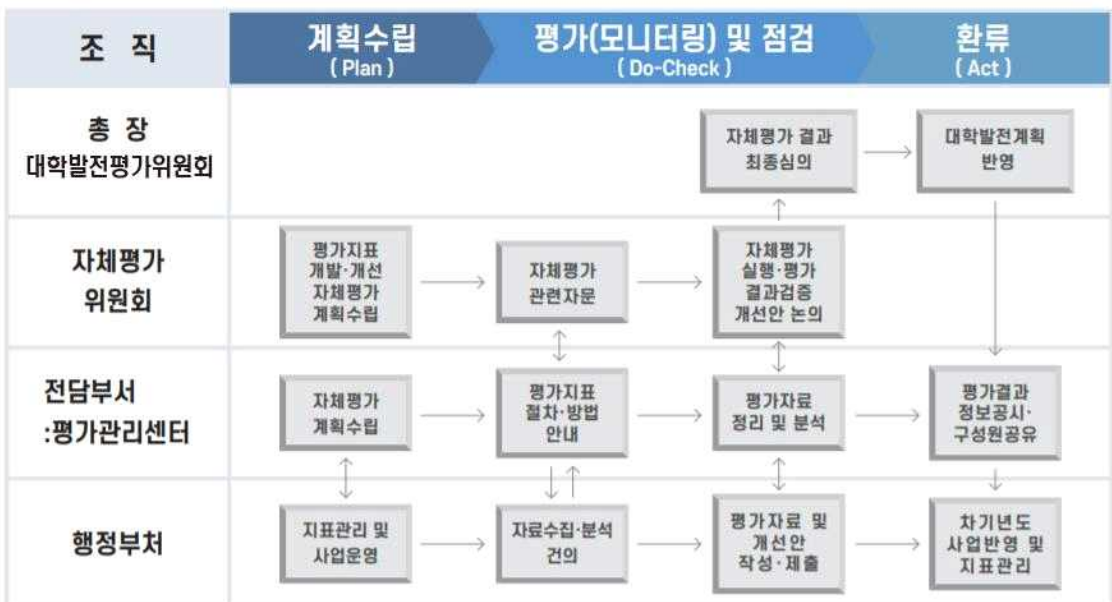 조 직
계획수립
( Plan )
평가(모니터링) 및 점검
( Do-Check )
환류
( Act )
총 장
대학발전평가위원회
자체평가 결과
최종심의
대학발전계획
반영
자체평가
위원회
평가지표
개발·개선
자체평가
계획수립
자체평가
관련자문
자체평가
실행·평가
결과검증
개선안 논의
전담부서
:평가관리센터
자체평가
계획수립
평가지표
절차·방법
안내
평가자료
정리 및 분석
평가결과
정보공시·
구성원공유
행정부처
지표관리 및
사업운영
자료수집·분석
건의
평가자료 및
개선안
작성·제출
차기년도
사업반영 및
지표관리